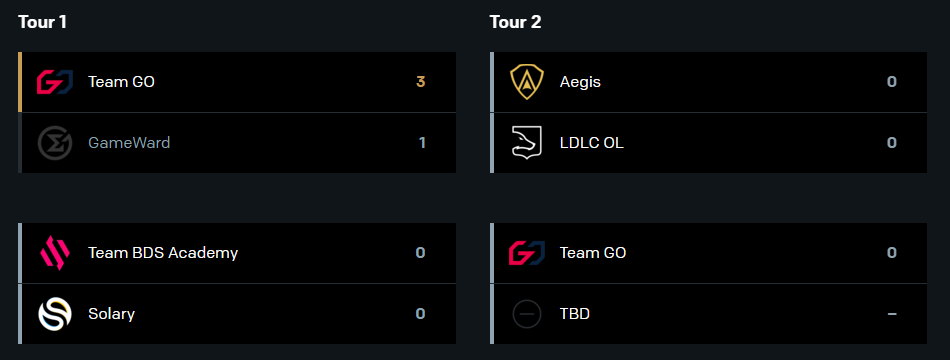 Tour 1
Team GO 3
GameWard 1
Team BDS Academy 0
Solary 0
Tour 2
Aegis 0
LDLC OL 0
Team GO 0
TBD –